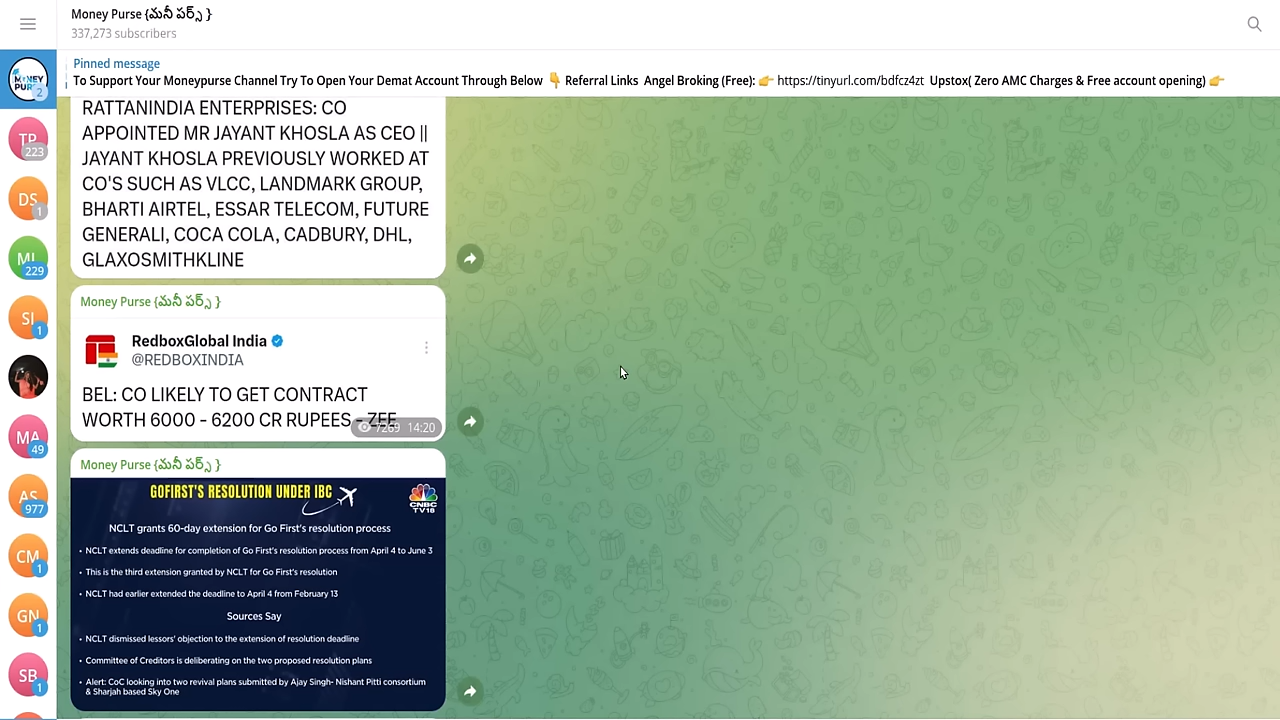 Money Purse {మనీ పర్స్ }
337,273 subscribers
Pinned message
To Support Your Moneypurse Channel Try To Open Your Demat Account Through Below 👇 Referral Links Angel Broking (Free): 👉 https://tinyurl.com/bdfcz4zt Upstox( Zero AMC Charges & Free account opening) 👉
MONEY
PUR
2
TP
223
DS
1
ML
229
SI
1
MA
49
AS
977
CM
1
GN
1
SB
1
RATTANINDIA ENTERPRISES: CO
APPOINTED MR JAYANT KHOSLA AS CEO ||
JAYANT KHOSLA PREVIOUSLY WORKED AT
CO'S SUCH AS VLCC, LANDMARK GROUP,
BHARTI AIRTEL, ESSAR TELECOM, FUTURE
GENERALI, COCA COLA, CADBURY, DHL,
GLAXOSMITHKLINE
Money Purse {మనీ పర్స్ }
RedboxGlobal India
@REDBOXINDIA
BEL: CO LIKELY TO GET CONTRACT
WORTH 6000 - 6200 CR RUPEES - ZEE
7269 14:20
Money Purse {మనీ పర్స్ }
GOFIRST'S RESOLUTION UNDER IBC
CNBC
TV18
NCLT grants 60-day extension for Go First's resolution process
• NCLT extends deadline for completion of Go First's resolution process from April 4 to June 3
• This is the third extension granted by NCLT for Go First's resolution
• NCLT had earlier extended the deadline to April 4 from February 13
Sources Say
• NCLT dismissed lessors' objection to the extension of resolution deadline
• Committee of Creditors is deliberating on the two proposed resolution plans
• Alert: CoC looking into two revival plans submitted by Ajay Singh- Nishant Pitti consortium
& Sharjah based Sky One